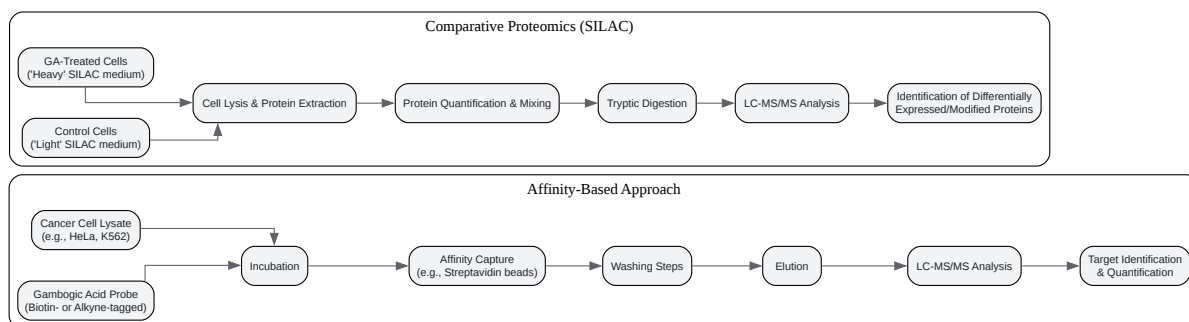 Comparative Proteomics (SILAC)
GA-Treated Cells
('Heavy' SILAC medium)
Control Cells
('Light' SILAC medium)
Cell Lysis & Protein Extraction
Protein Quantification & Mixing
Tryptic Digestion
LC-MS/MS Analysis
Identification of Differentially
Expressed/Modified Proteins
Affinity-Based Approach
Cancer Cell Lysate
(e.g., HeLa, K562)
Gambogic Acid Probe
(Biotin- or Alkyne-tagged)
Incubation
Affinity Capture
(e.g., Streptavidin beads)
Washing Steps
Elution
LC-MS/MS Analysis
Target Identification
& Quantification